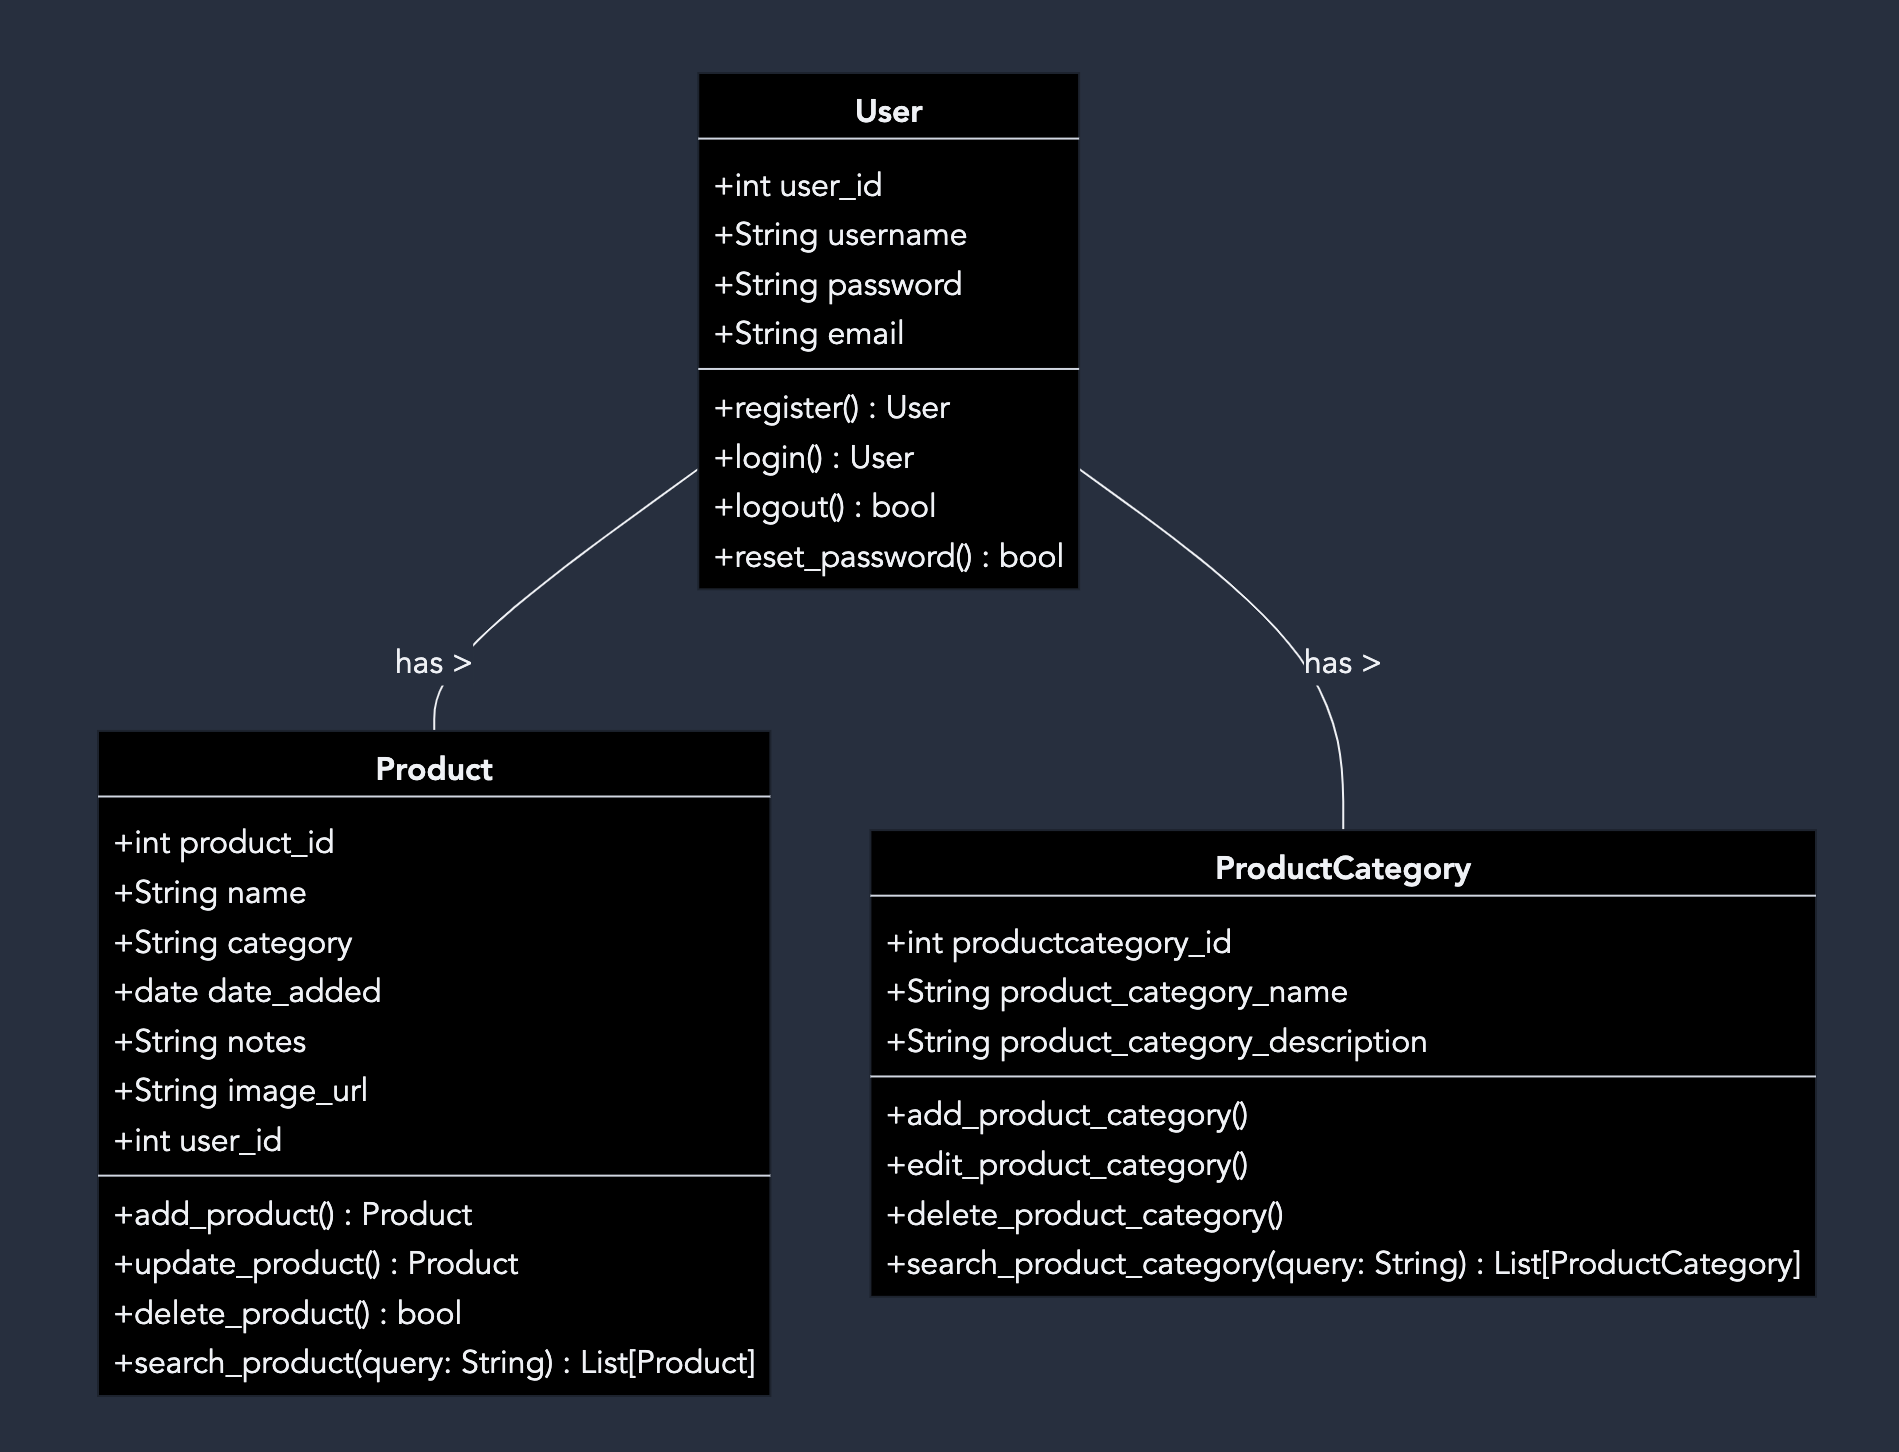 User
+int user_id
+String username
+String password
+String email
+register() : User
+login() : User
+logout() : bool
+reset_password() : bool
has >
has >
Product
+int product_id
+String name
+String category
+date date_added
+String notes
+String image_url
+int user_id
+add_product() : Product
+update_product() : Product
+delete_product() : bool
+search_product(query: String) : List[Product]
ProductCategory
+int productcategory_id
+String product_category_name
+String product_category_description
+add_product_category()
+edit_product_category()
+delete_product_category()
+search_product_category(query: String) : List[ProductCategory]